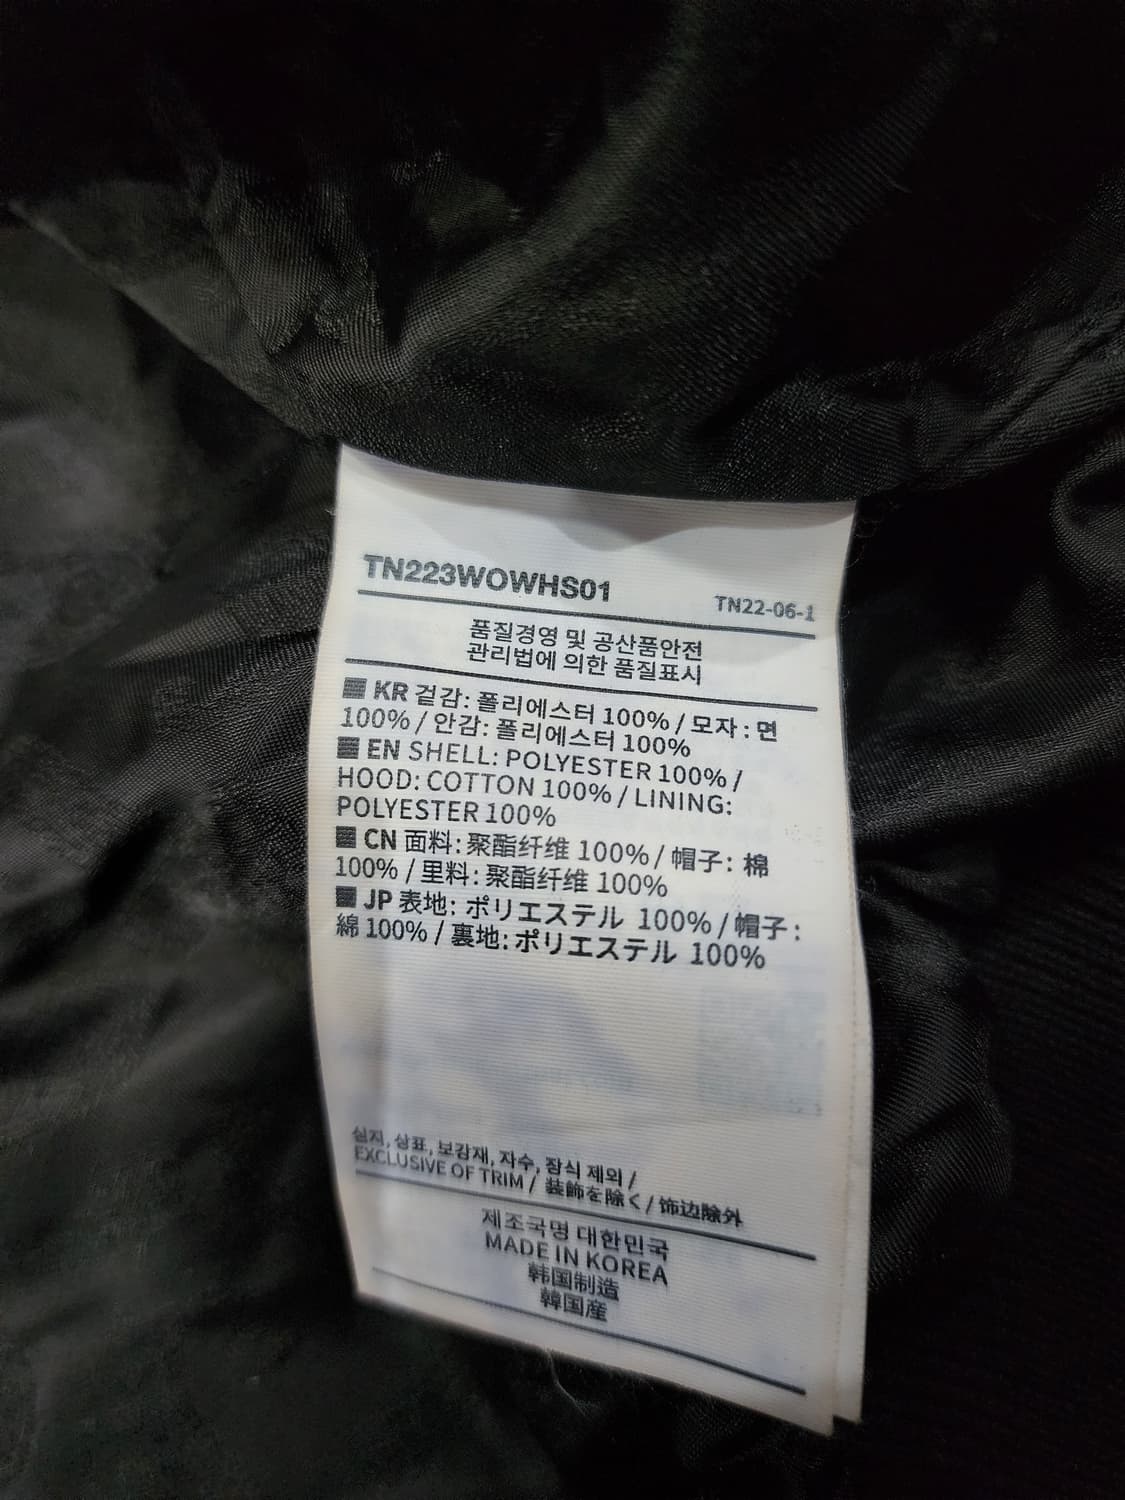 TN223WOWHS01
TN22-06-1
품질경영 및 공산품안전
관리법에 의한 품질표시
KR 겉감: 폴리에스터 100% / 모자 : 면
100% / 안감: 폴리에스터 100%
EN SHELL: POLYESTER 100% /
HOOD: COTTON 100% / LINING:
POLYESTER 100%
CN 面料: 聚酯纤维 100% / 帽子: 棉
100% / 里料: 聚酯纤维 100%
JP 表地: ポリエステル 100% / 帽子 :
綿 100% / 裏地: ポリエステル 100%
심지, 상표, 보강재, 자수, 장식 제외 /
EXCLUSIVE OF TRIM / 装飾を除く / 饰边除外
제조국명 대한민국
MADE IN KOREA
韩国制造
韓国産